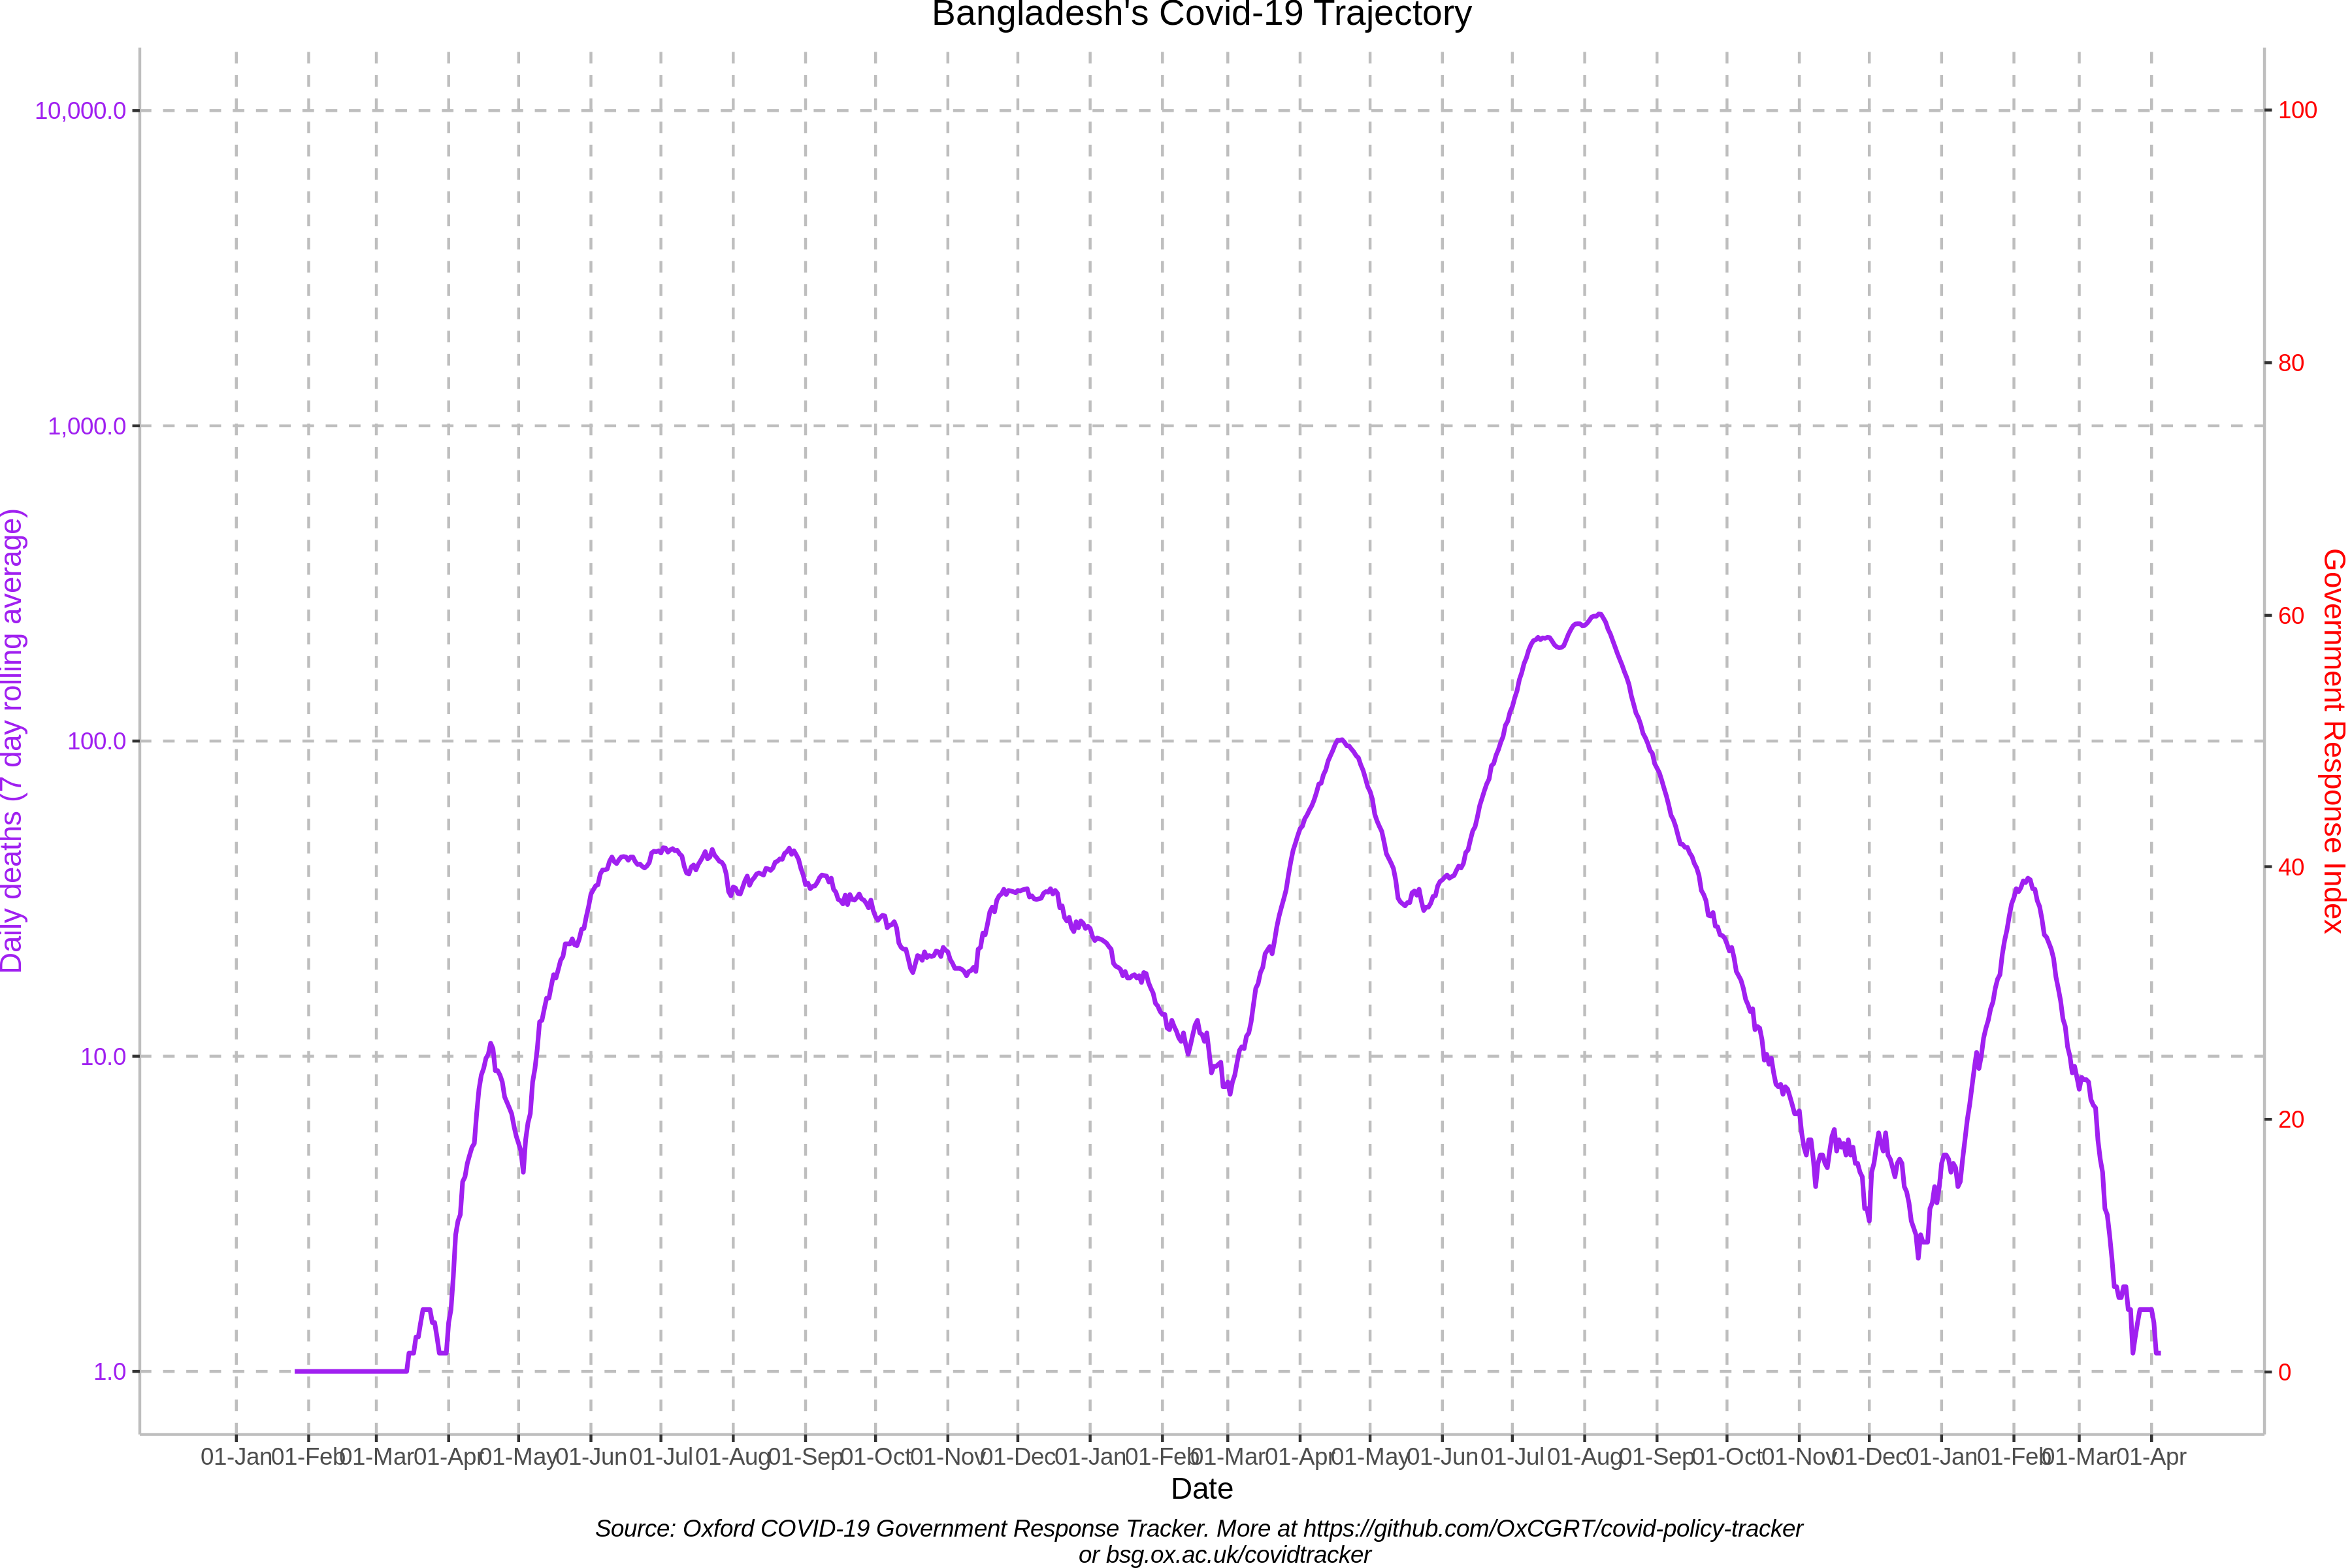 Bangladesh's Covid-19 Trajectory
10,000.0
1,000.0
100.0
10.0
1.0
Daily deaths (7 day rolling average)
100
80
60
40
20
0
Government Response Index
01-Jan 01-Feb 01-Mar 01-Apr 01-May 01-Jun 01-Jul 01-Aug 01-Sep 01-Oct 01-Nov 01-Dec 01-Jan 01-Feb 01-Mar 01-Apr 01-May 01-Jun 01-Jul 01-Aug 01-Sep 01-Oct 01-Nov 01-Dec 01-Jan 01-Feb 01-Mar 01-Apr
Date
Source: Oxford COVID-19 Government Response Tracker. More at https://github.com/OxCGRT/covid-policy-tracker
or bsg.ox.ac.uk/covidtracker